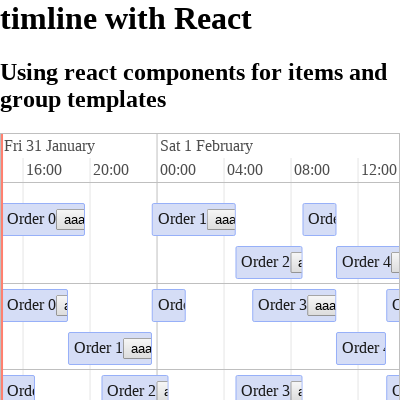 timline with React
Using react components for items and
group templates
Fri 31 January Sat 1 February
16:00 20:00 00:00 04:00 08:00 12:00
Order 0 aaa Order 1 aaa
Order 2 Order 4
Order 0 Order 3 aaa
Order 1 aaa Order
Order 2 Order 3